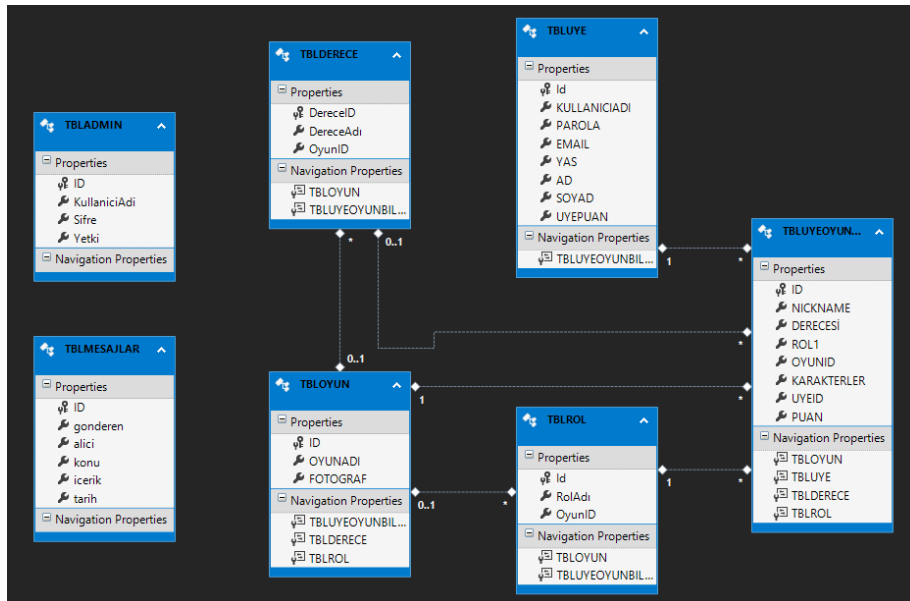 TBLADMIN
Properties
ID
KullaniciAdi
Sifre
Yetki
Navigation Properties
TBLMESAJLAR
Properties
ID
gonderen
alici
konu
icerik
tarih
Navigation Properties
TBLDERECE
Properties
DereceID
DereceAdı
OyunID
Navigation Properties
TBLOYUN
TBLUYEOYUNBIL...
*
0..1
0..1
TBLOYUN
Properties
ID
OYUNADI
FOTOGRAF
Navigation Properties
TBLUYEOYUNBIL...
TBLDERECE
TBLROL
1
*
0..1
*
TBLUYE
Properties
Id
KULLANICIADI
PAROLA
EMAIL
YAS
AD
SOYAD
UYEPUAN
Navigation Properties
TBLUYEOYUNBIL...
1
*
*
TBLROL
Properties
Id
RolAdı
OyunID
Navigation Properties
TBLOYUN
TBLUYEOYUNBIL...
1
*
TBLUYEOYUN...
Properties
ID
NICKNAME
DERECESİ
ROL1
OYUNID
KARAKTERLER
UYEID
PUAN
Navigation Properties
TBLOYUN
TBLUYE
TBLDERECE
TBLROL